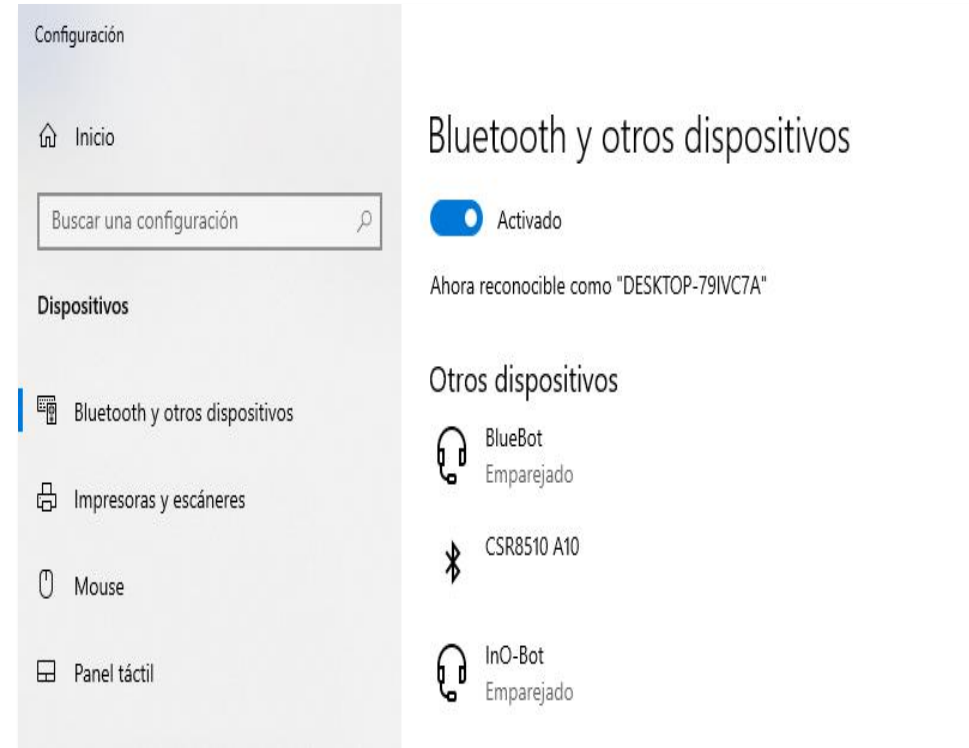 Configuración
Inicio
Buscar una configuración
Dispositivos
Bluetooth y otros dispositivos
Impresoras y escáneres
Mouse
Panel táctil
Bluetooth y otros dispositivos
Activado
Ahora reconocible como "DESKTOP-79IVC7A"
Otros dispositivos
BlueBot
Emparejado
CSR8510 A10
InO-Bot
Emparejado